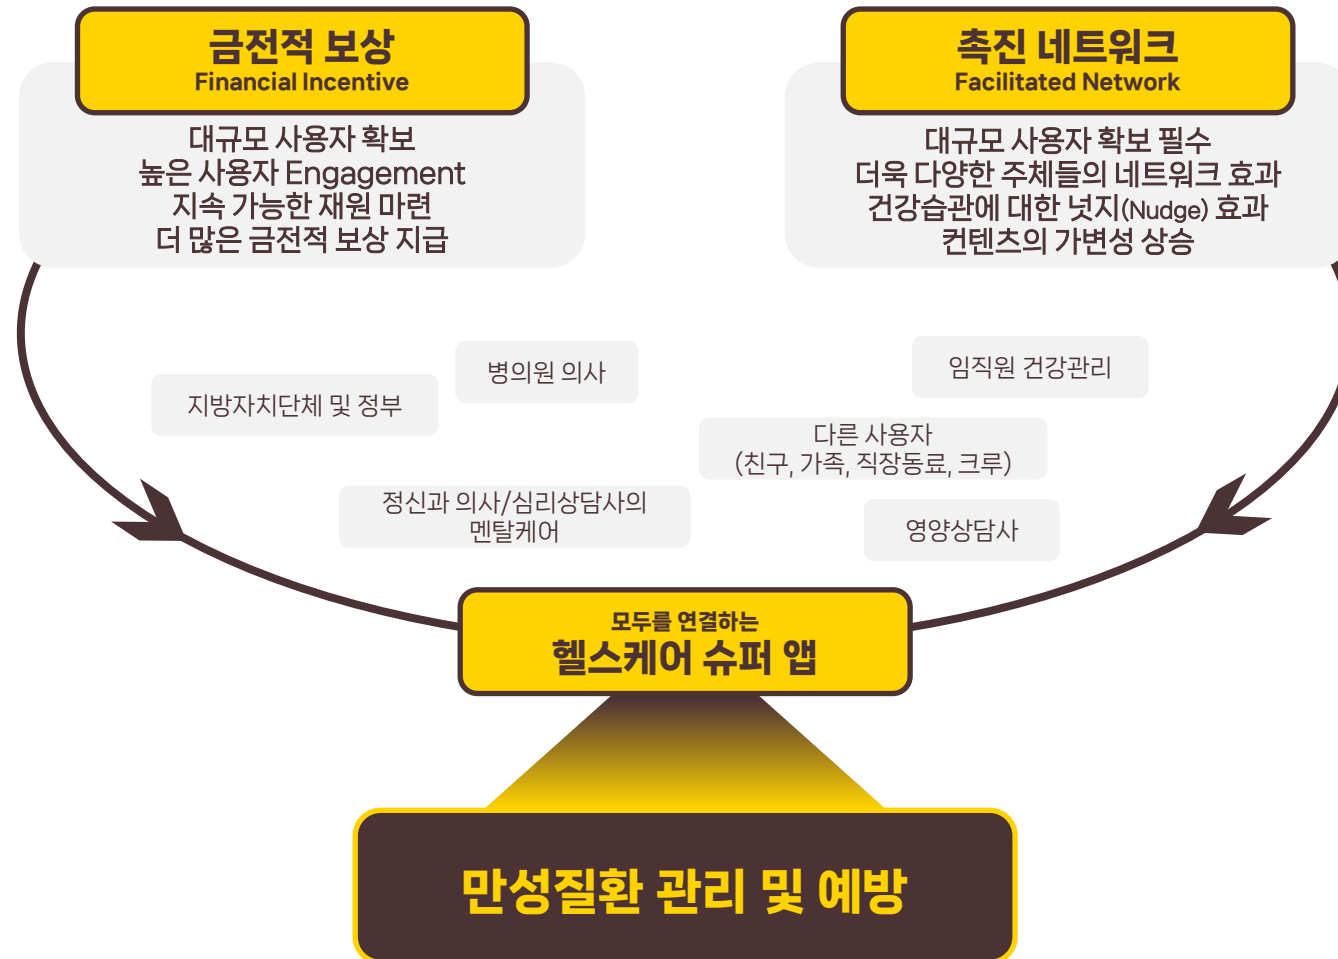 금전적 보상
Financial Incentive
대규모 사용자 확보
높은 사용자 Engagement
지속 가능한 재원 마련
더 많은 금전적 보상 지급
촉진 네트워크
Facilitated Network
대규모 사용자 확보 필수
더욱 다양한 주체들의 네트워크 효과
건강습관에 대한 넛지(Nudge) 효과
컨텐츠의 가변성 상승
병의원 의사
임직원 건강관리
지방자치단체 및 정부
다른 사용자
(친구, 가족, 직장동료, 크루)
정신과 의사/심리상담사의
멘탈케어
영양상담사
모두를 연결하는
헬스케어 슈퍼 앱
만성질환 관리 및 예방